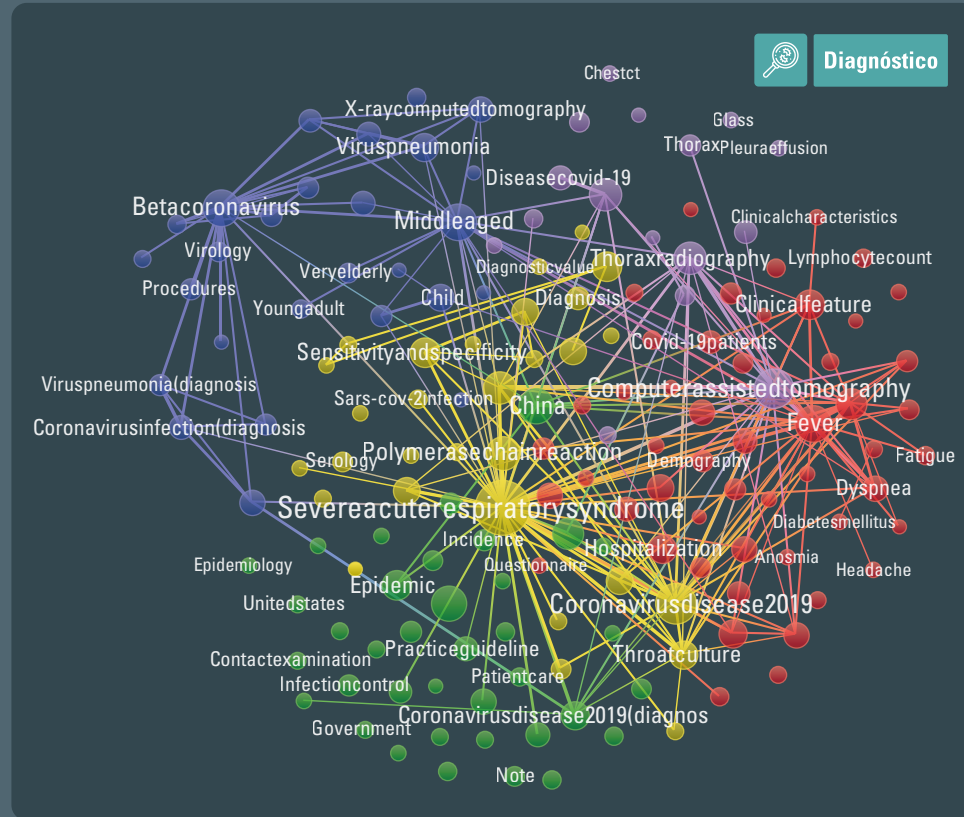 Diagnóstico
Chestct
X-raycomputedtomography
Glass
Viruspneumonia
Thorax
Pleuraeffusion
Diseasecovid-19
Betacoronavirus
Middleaged
Clinicalcharacteristics
Virology
Diagnosticvalue
Thoraxradiography
Lymphocytecount
Veryelderly
Procedures
Youngadult
Child
Diagnosis
Clinicalfeature
Sensitivityandspecificity
Covid-19patients
Viruspneumonia(diagnosis
Computerassistedtomography
Sars-cov-2infection
China
Coronavirusinfection(diagnosis
Fever
Serology
Polymerasechainreaction
Demography
Fatigue
Dyspnea
Severeacuterespiratorysyndrome
Diabetesmellitus
Incidence
Hospitalization
Epidemiology
Questionnaire
Anosmia
Headache
Epidemic
Unitedstates
Coronavirusdisease2019
Practiceguideline
Throatculture
Contactexamination
Patientcare
Infectioncontrol
Coronavirusdisease2019(diagnos
Government
Note